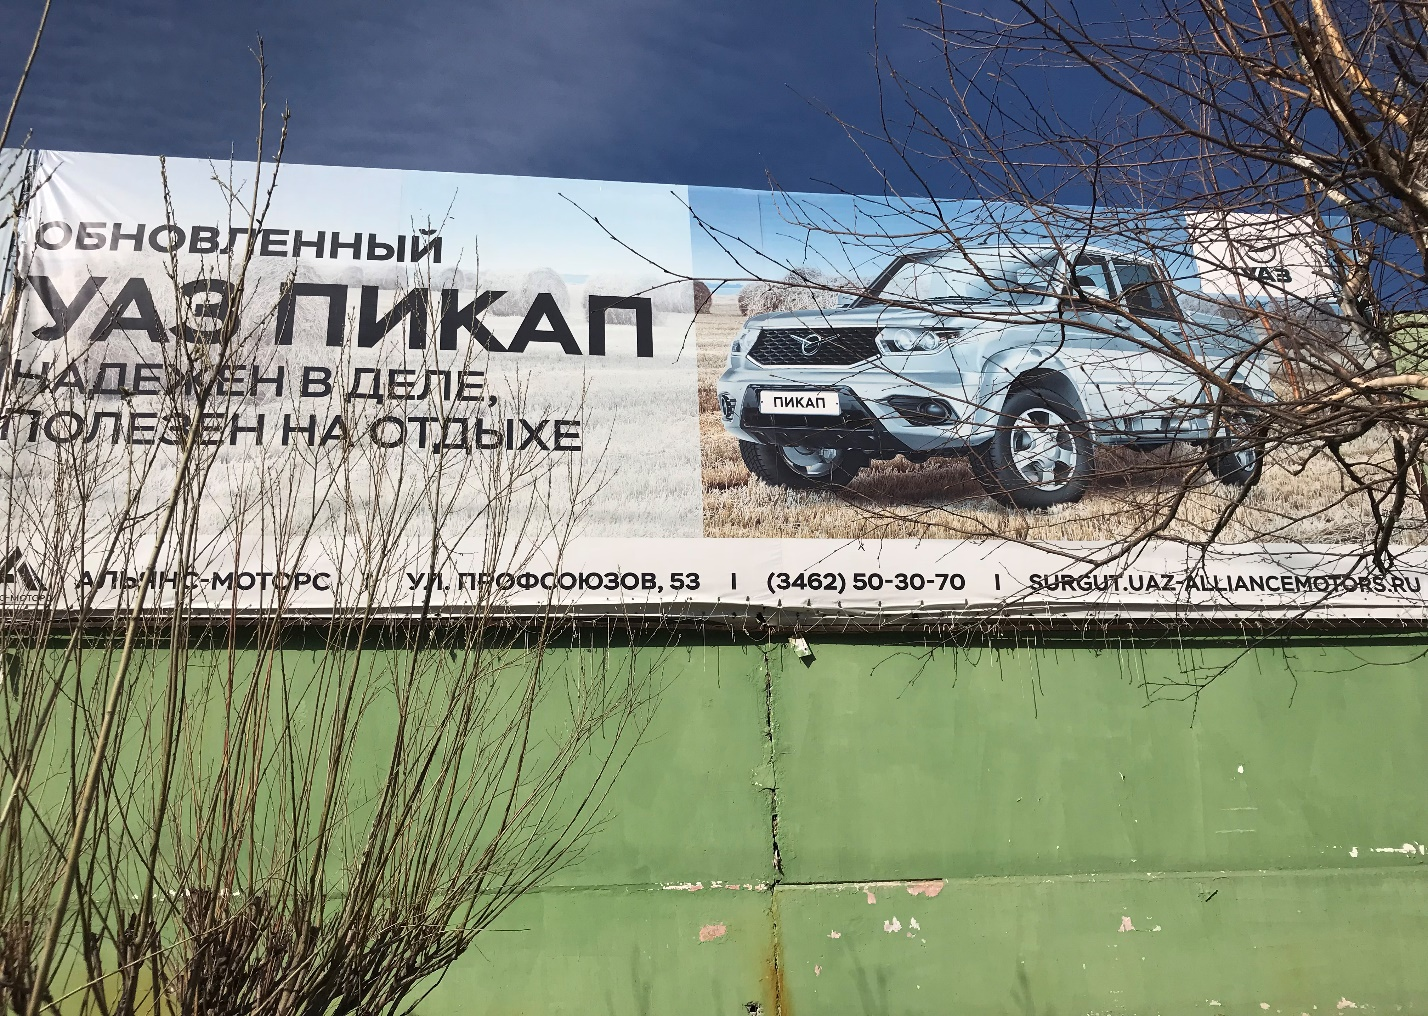 ОБНОВЛЕННЫЙ
УАЗ ПИКАП
НАДЕЖЕН В ДЕЛЕ,
ПОЛЕЗЕН НА ОТДЫХЕ
УАЗ
ПИКАП
АЛЬЯНС-МОТОРС | УЛ. ПРОФСОЮЗОВ, 53 | (3462) 50-30-70 | SURGUT.UAZ-ALLIANCEMOTORS.RU